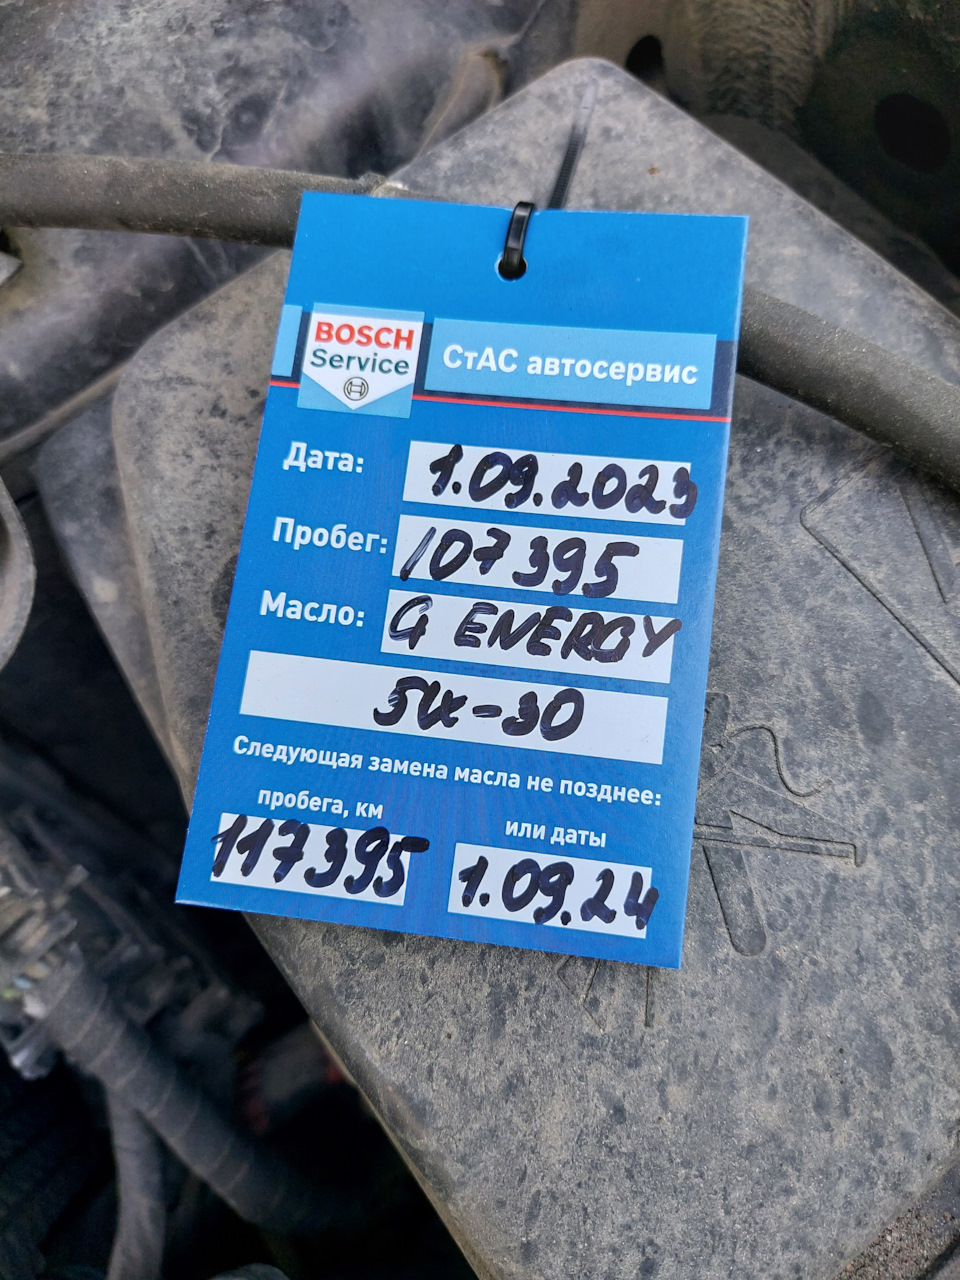 BOSCH
Service
СтАС автосервис
Дата: 1.09.2023
Пробег: 107395
Масло: G ENERGY
5W-30
Следующая замена масла не позднее:
пробега, км
или даты
117395
1.09.24